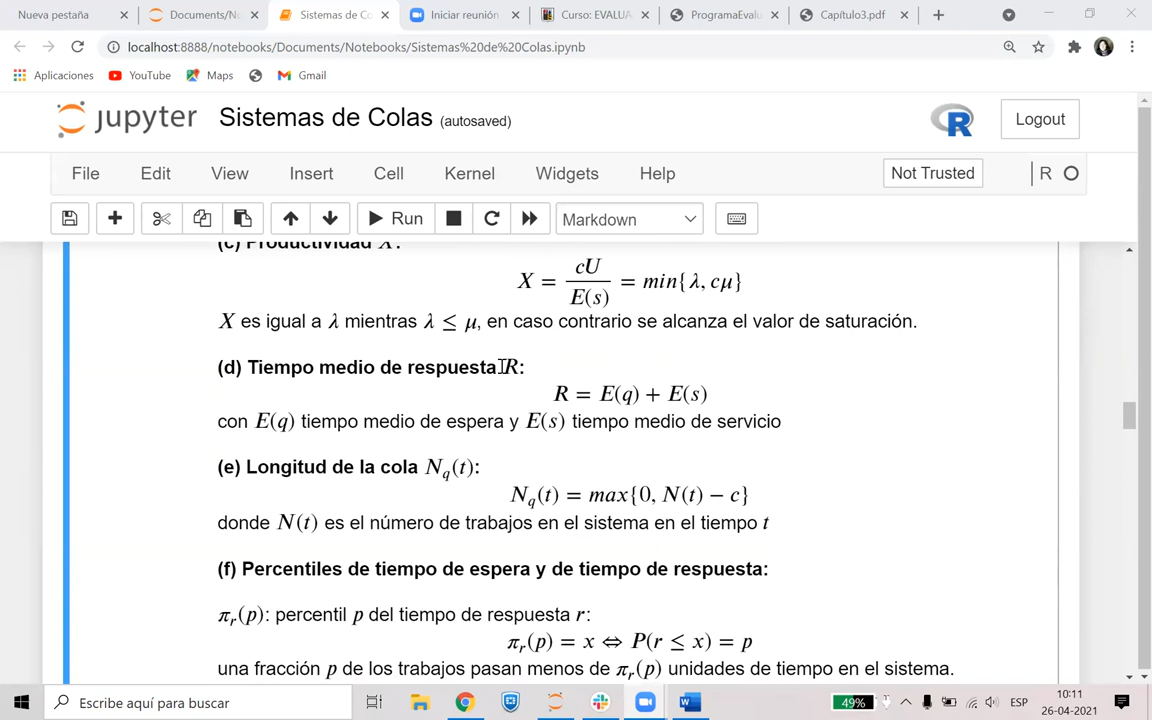 Nueva pestaña
Documents/No
Sistemas de Co
Iniciar reunión
Curso: EVALUA
ProgramaEvalu
Capítulo3.pdf
localhost:8888/notebooks/Documents/Notebooks/Sistemas%20de%20Colas.ipynb
Aplicaciones YouTube Maps Gmail
jupyter Sistemas de Colas (autosaved) R Logout
File Edit View Insert Cell Kernel Widgets Help Not Trusted R
Run Markdown
(c) Productividad X:
X = cU / E(s) = min{λ, cμ}
X es igual a λ mientras λ ≤ μ, en caso contrario se alcanza el valor de saturación.
(d) Tiempo medio de respuesta R:
R = E(q) + E(s)
con E(q) tiempo medio de espera y E(s) tiempo medio de servicio
(e) Longitud de la cola N_q(t):
N_q(t) = max{0, N(t) − c}
donde N(t) es el número de trabajos en el sistema en el tiempo t
(f) Percentiles de tiempo de espera y de tiempo de respuesta:
π_r(p): percentil p del tiempo de respuesta r:
π_r(p) = x ⇔ P(r ≤ x) = p
una fracción p de los trabajos pasan menos de π_r(p) unidades de tiempo en el sistema.
Escribe aquí para buscar
49%
ESP
10:11
26-04-2021